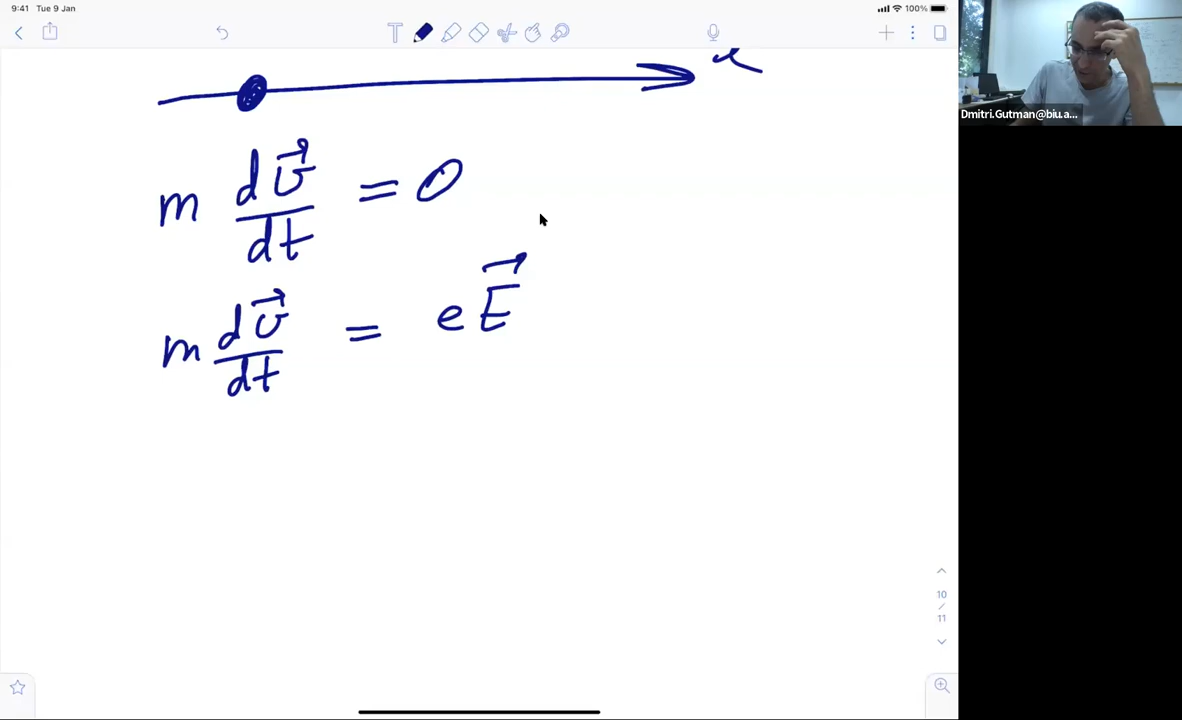 9:41 Tue 9 Jan
100%
T
x
m dv⃗/dt = 0
m dv⃗/dt = eE⃗
Dmitri.Gutman@biu.a...
10
/
11